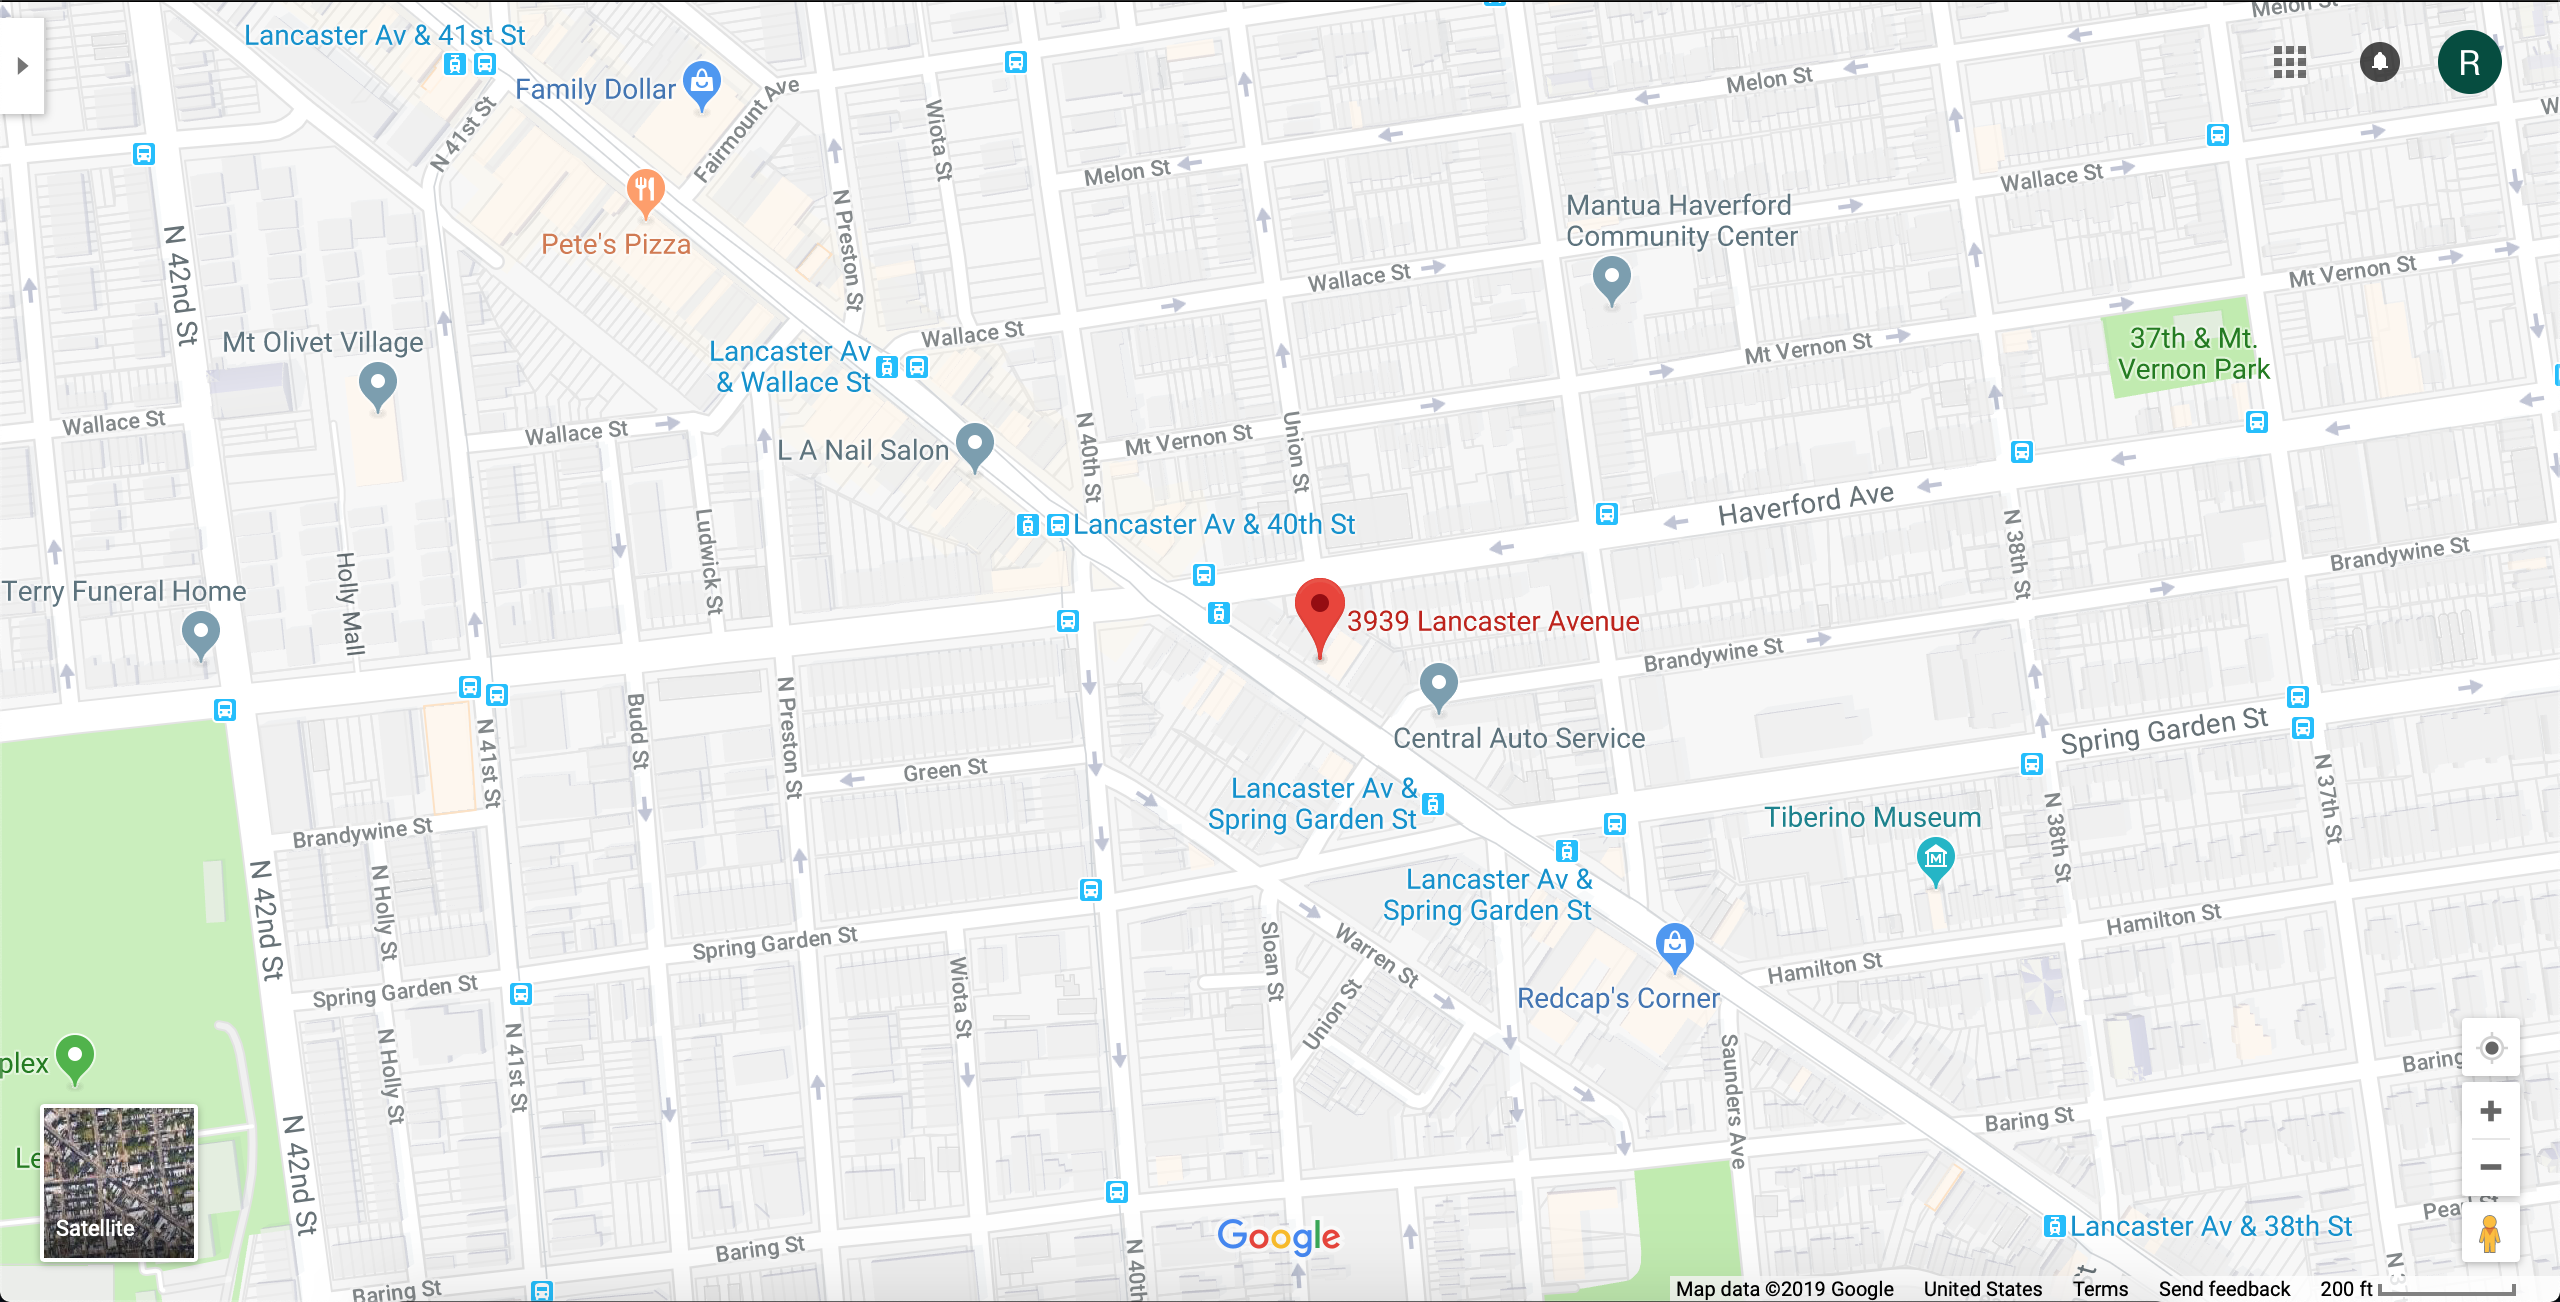 Lancaster Av & 41st St
Family Dollar
Fairmount Ave
N 41st St
Wiota St
Melon St
Melon St
R
Melon St
N Preston St
Pete's Pizza
Wallace St
Mantua Haverford
Community Center
Wallace St
N 42nd St
Mt Olivet Village
Wallace St
Lancaster Av
& Wallace St
Mt Vernon St
Mt Vernon St
37th & Mt.
Vernon Park
Wallace St
Wallace St
L A Nail Salon
N 40th St
Mt Vernon St
Union St
Lancaster Av & 40th St
Haverford Ave
Ludwick St
Holly Mall
N 38th St
Brandywine St
Terry Funeral Home
3939 Lancaster Avenue
Brandywine St
Central Auto Service
Budd St
N Preston St
N 41st St
Green St
Spring Garden St
Lancaster Av &
Spring Garden St
Tiberino Museum
N 38th St
N 37th St
Brandywine St
N 42nd St
N Holly St
Lancaster Av &
Spring Garden St
Spring Garden St
Hamilton St
Hamilton St
Warren St
Sloan St
Wiota St
Spring Garden St
Redcap's Corner
Union St
N Holly St
N 41st St
Saunders Ave
plex
Baring
Baring St
N 42nd St
Le
Satellite
Google
Lancaster Av & 38th St
Baring St
N 40th
Baring St
Map data ©2019 Google
United States
Terms
Send feedback
200 ft